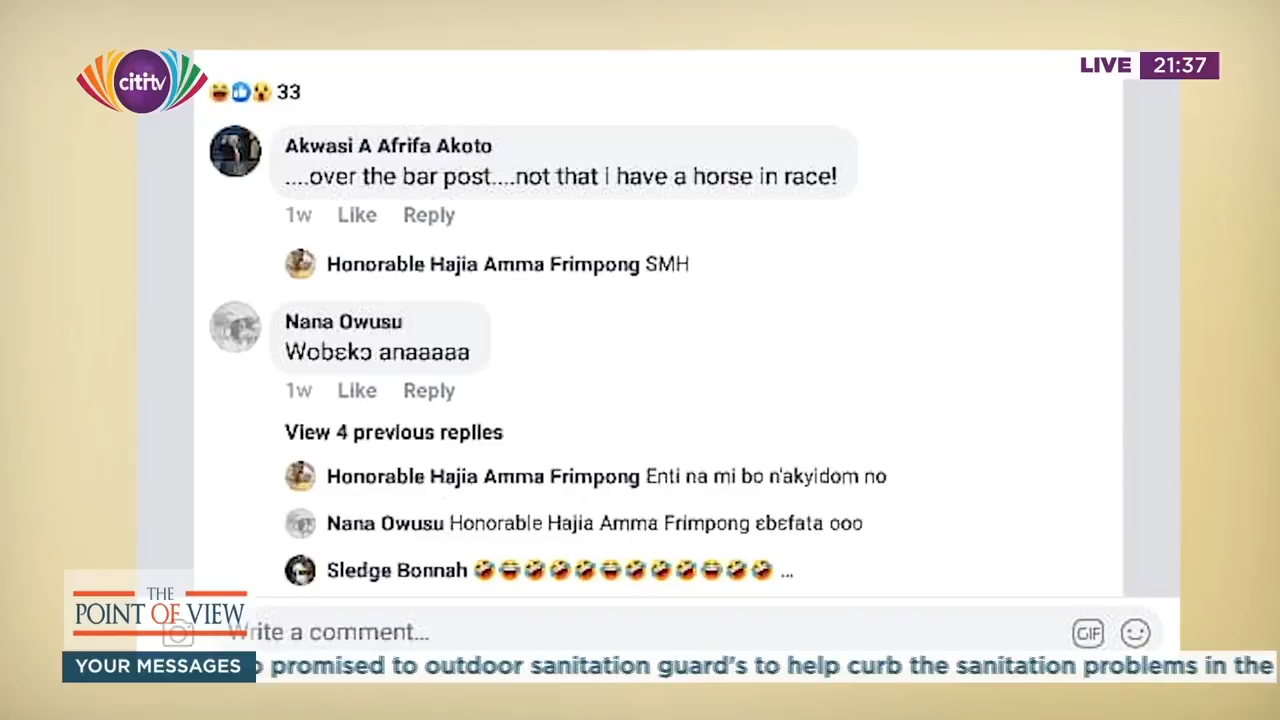 cititv
LIVE 21:37
33
Akwasi A Afrifa Akoto
....over the bar post....not that i have a horse in race!
1w Like Reply
Honorable Hajia Amma Frimpong SMH
Nana Owusu
Wobɛkɔ anaaaaa
1w Like Reply
View 4 previous replies
Honorable Hajia Amma Frimpong Enti na mi bo n'akyidom no
Nana Owusu Honorable Hajia Amma Frimpong ɛbɛfata ooo
Sledge Bonnah 🤣😂🤣🤣🤣😂🤣🤣🤣😂🤣🤣 ...
Write a comment...
GIF
THE
POINT OF VIEW
YOUR MESSAGES
promised to outdoor sanitation guard's to help curb the sanitation problems in the